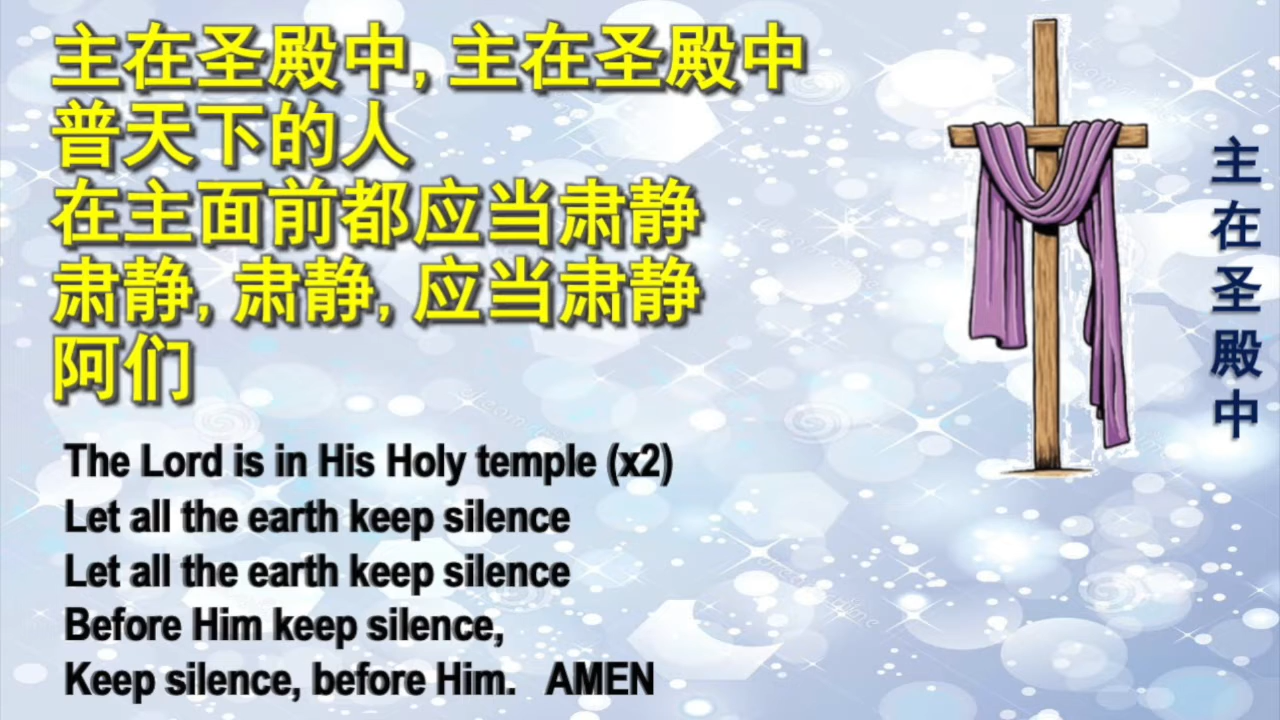 主在圣殿中,主在圣殿中
普天下的人
在主面前都应当肃静
肃静,肃静,应当肃静
阿们
The Lord is in His Holy temple (x2)
Let all the earth keep silence
Let all the earth keep silence
Before Him keep silence,
Keep silence, before Him. AMEN
主在圣殿中